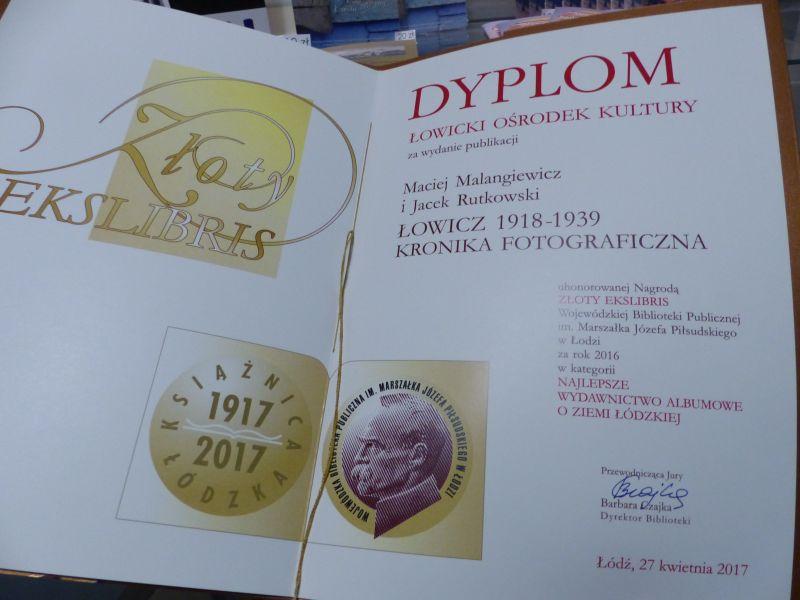 20 zł
Złoty
EKSLIBRIS
KSIĄŻNICA
1917
2017
ŁÓDZKA
WOJEWÓDZKA BIBLIOTEKA PUBLICZNA IM. MARSZAŁKA JÓZEFA PIŁSUDSKIEGO W ŁODZI
DYPLOM
ŁOWICKI OŚRODEK KULTURY
za wydanie publikacji
Maciej Malangiewicz
i Jacek Rutkowski
ŁOWICZ 1918-1939
KRONIKA FOTOGRAFICZNA
uhonorowanej Nagrodą
ZŁOTY EKSLIBRIS
Wojewódzkiej Biblioteki Publicznej
im. Marszałka Józefa Piłsudskiego
w Łodzi
za rok 2016
w kategorii
NAJLEPSZE
WYDAWNICTWO ALBUMOWE
O ZIEMI ŁÓDZKIEJ
Przewodnicząca Jury
Barbara Czajka
Dyrektor Biblioteki
Łódź, 27 kwietnia 2017